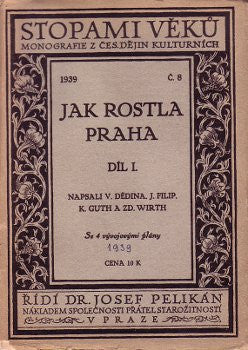 STOPAMI VĚKŮ
MONOGRAFIE Z ČES. DĚJIN KULTURNÍCH
1939 Č. 8
JAK ROSTLA
PRAHA
DÍL I.
NAPSALI V. DĚDINA, J. FILIP,
K. GUTH A ZD. WIRTH
Se 4 vývojovými plány
1939
CENA 10 K
ŘÍDÍ DR. JOSEF PELIKÁN
NÁKLADEM SPOLEČNOSTI PŘÁTEL STAROŽITNOSTÍ
V PRAZE